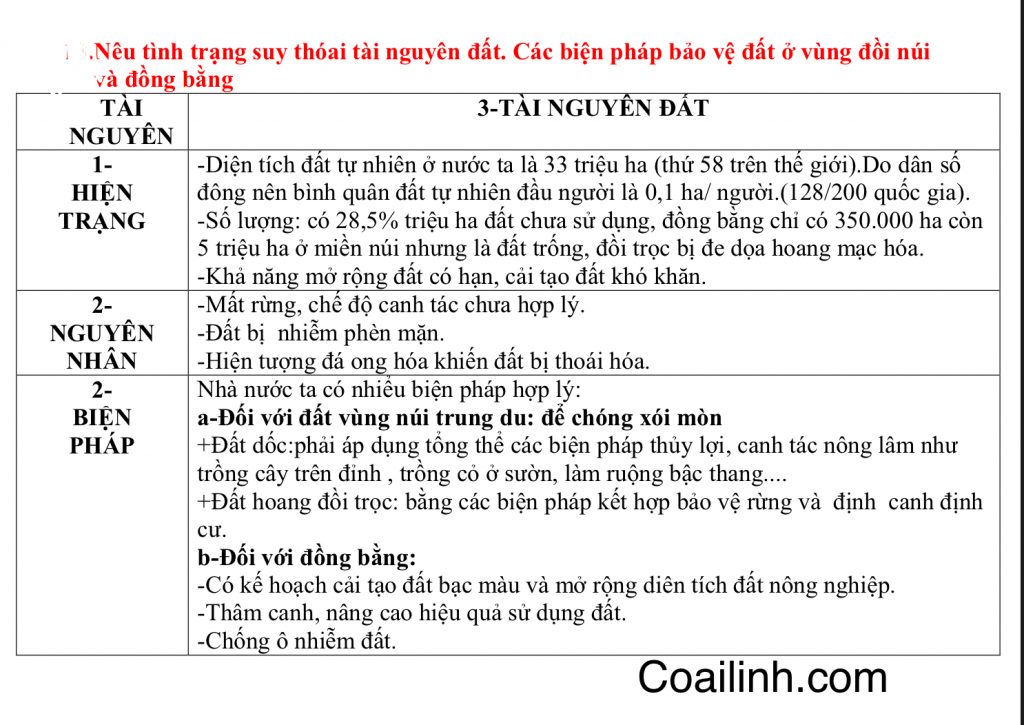 .Nêu tình trạng suy thóai tài nguyên đất. Các biện pháp bảo vệ đất ở vùng đồi núi
và đồng bằng
TÀI
NGUYÊN
3-TÀI NGUYÊN ĐẤT
1-
HIỆN
TRẠNG
-Diện tích đất tự nhiên ở nước ta là 33 triệu ha (thứ 58 trên thế giới).Do dân số
đông nên bình quân đất tự nhiên đầu người là 0,1 ha/ người.(128/200 quốc gia).
-Số lượng: có 28,5% triệu ha đất chưa sử dụng, đồng bằng chỉ có 350.000 ha còn
5 triệu ha ở miền núi nhưng là đất trống, đồi trọc bị đe dọa hoang mạc hóa.
-Khả năng mở rộng đất có hạn, cải tạo đất khó khăn.
2-
NGUYÊN
NHÂN
-Mất rừng, chế độ canh tác chưa hợp lý.
-Đất bị nhiễm phèn mặn.
-Hiện tượng đá ong hóa khiến đất bị thoái hóa.
2-
BIỆN
PHÁP
Nhà nước ta có nhiều biện pháp hợp lý:
a-Đối với đất vùng núi trung du: để chóng xói mòn
+Đất dốc:phải áp dụng tổng thể các biện pháp thủy lợi, canh tác nông lâm như
trồng cây trên đỉnh , trồng cỏ ở sườn, làm ruộng bậc thang....
+Đất hoang đồi trọc: bằng các biện pháp kết hợp bảo vệ rừng và định canh định
cư.
b-Đối với đồng bằng:
-Có kế hoạch cải tạo đất bạc màu và mở rộng diên tích đất nông nghiệp.
-Thâm canh, nâng cao hiệu quả sử dụng đất.
-Chống ô nhiễm đất.
Coailinh.com